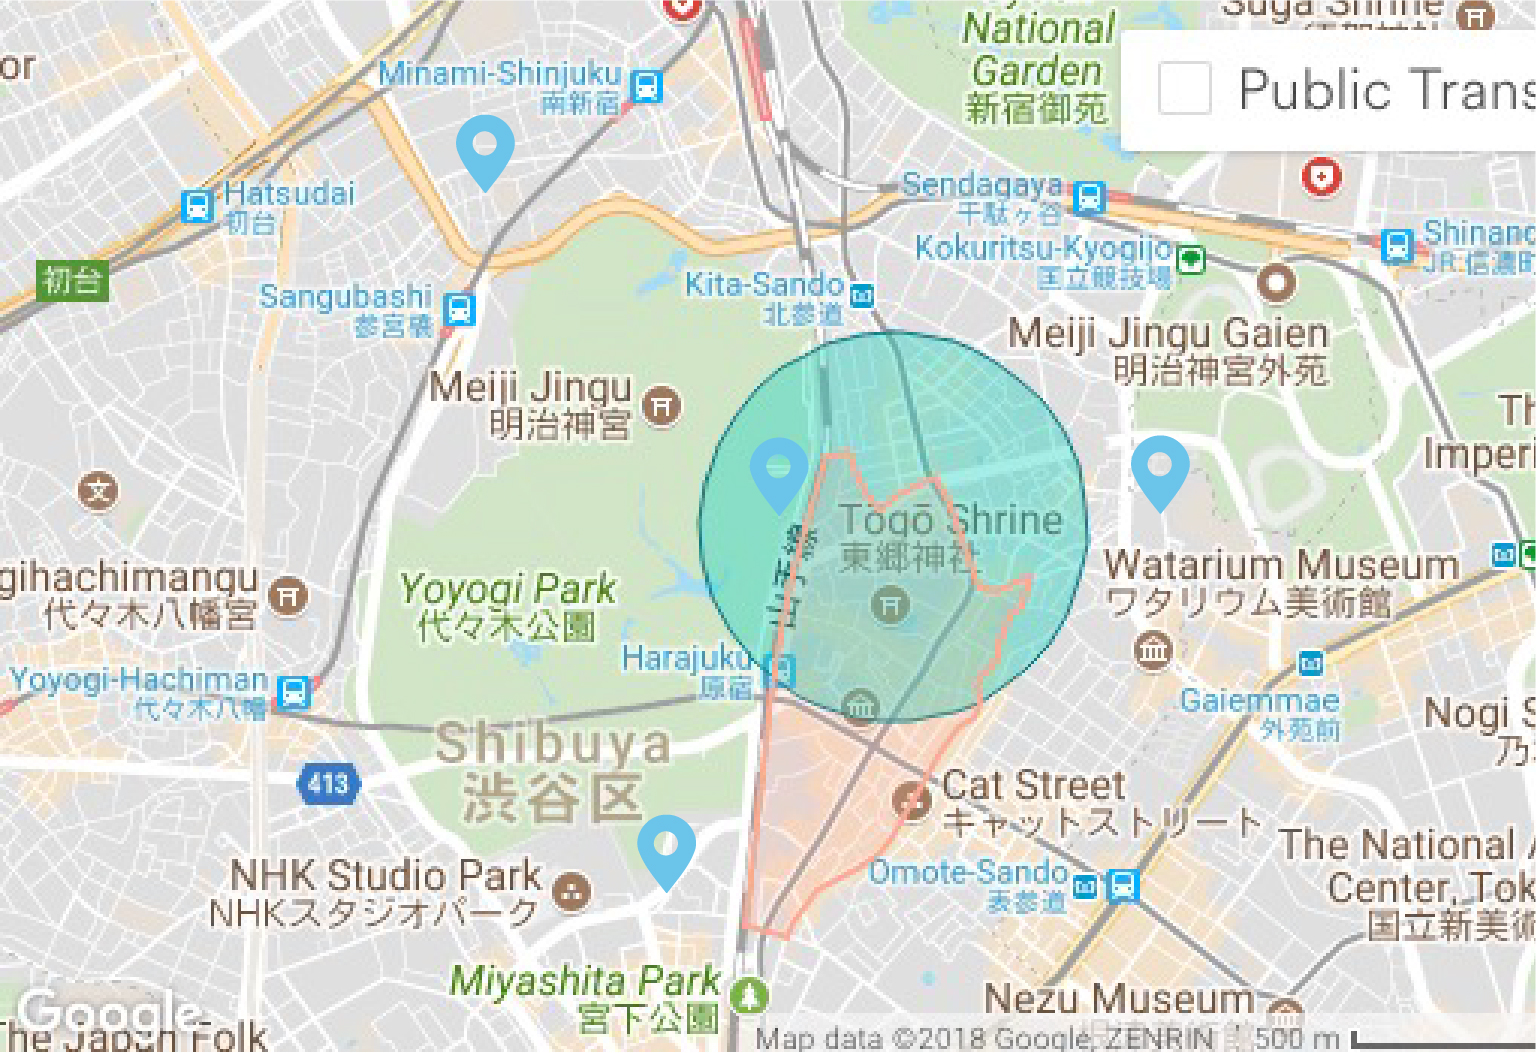 Suga Shrine
National
Garden
新宿御苑
or
Minami-Shinjuku
南新宿
Public Trans
Hatsudai
初台
Sendagaya
千駄ヶ谷
Kokuritsu-Kyogijo
国立競技場
Shinano
JR:信濃町
初台
Sangubashi
参宮橋
Kita-Sando
北参道
Meiji Jingu Gaien
明治神宮外苑
Meiji Jingu
明治神宮
Th
Imperi
文
Tōgō Shrine
東郷神社
山手線
gihachimangu
代々木八幡宮
Yoyogi Park
代々木公園
Watarium Museum
ワタリウム美術館
Harajuku
原宿
Yoyogi-Hachiman
代々木八幡
Gaiemmae
外苑前
Nogi S
乃
Shibuya
渋谷区
413
Cat Street
キャットストリート
NHK Studio Park
NHKスタジオパーク
Omote-Sando
表参道
The National A
Center, Tok
国立新美術
Miyashita Park
宮下公園
Nezu Museum
Google
The Japan Folk
Map data ©2018 Google, ZENRIN
500 m